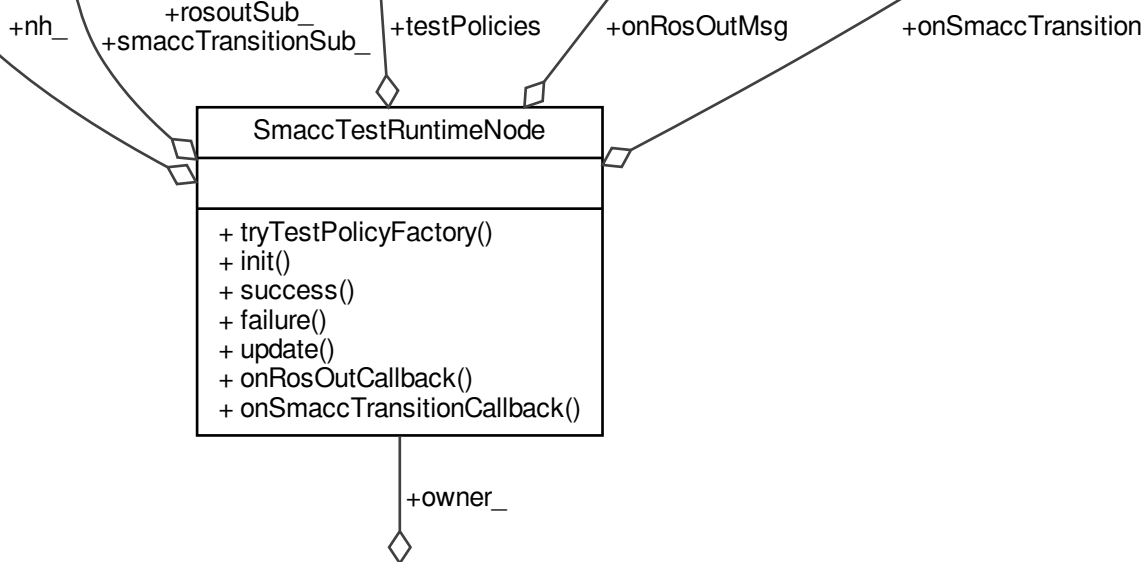 +nh_
+rosoutSub_
+smaccTransitionSub_
+testPolicies
+onRosOutMsg
+onSmaccTransition
SmaccTestRuntimeNode
+ tryTestPolicyFactory()
+ init()
+ success()
+ failure()
+ update()
+ onRosOutCallback()
+ onSmaccTransitionCallback()
+owner_